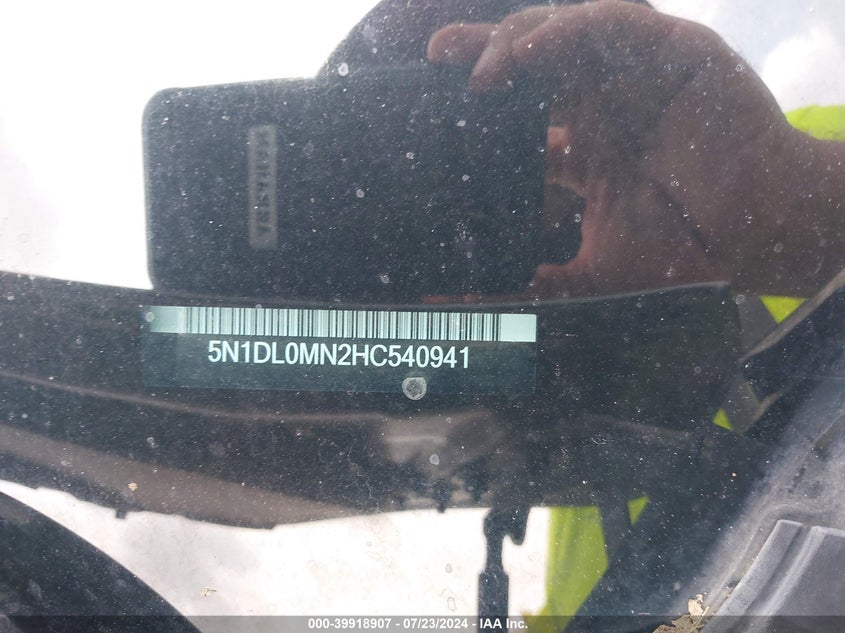 5N1DL0MN2HC540941
000-39918907 / 07/23/2024 - IAA Inc.